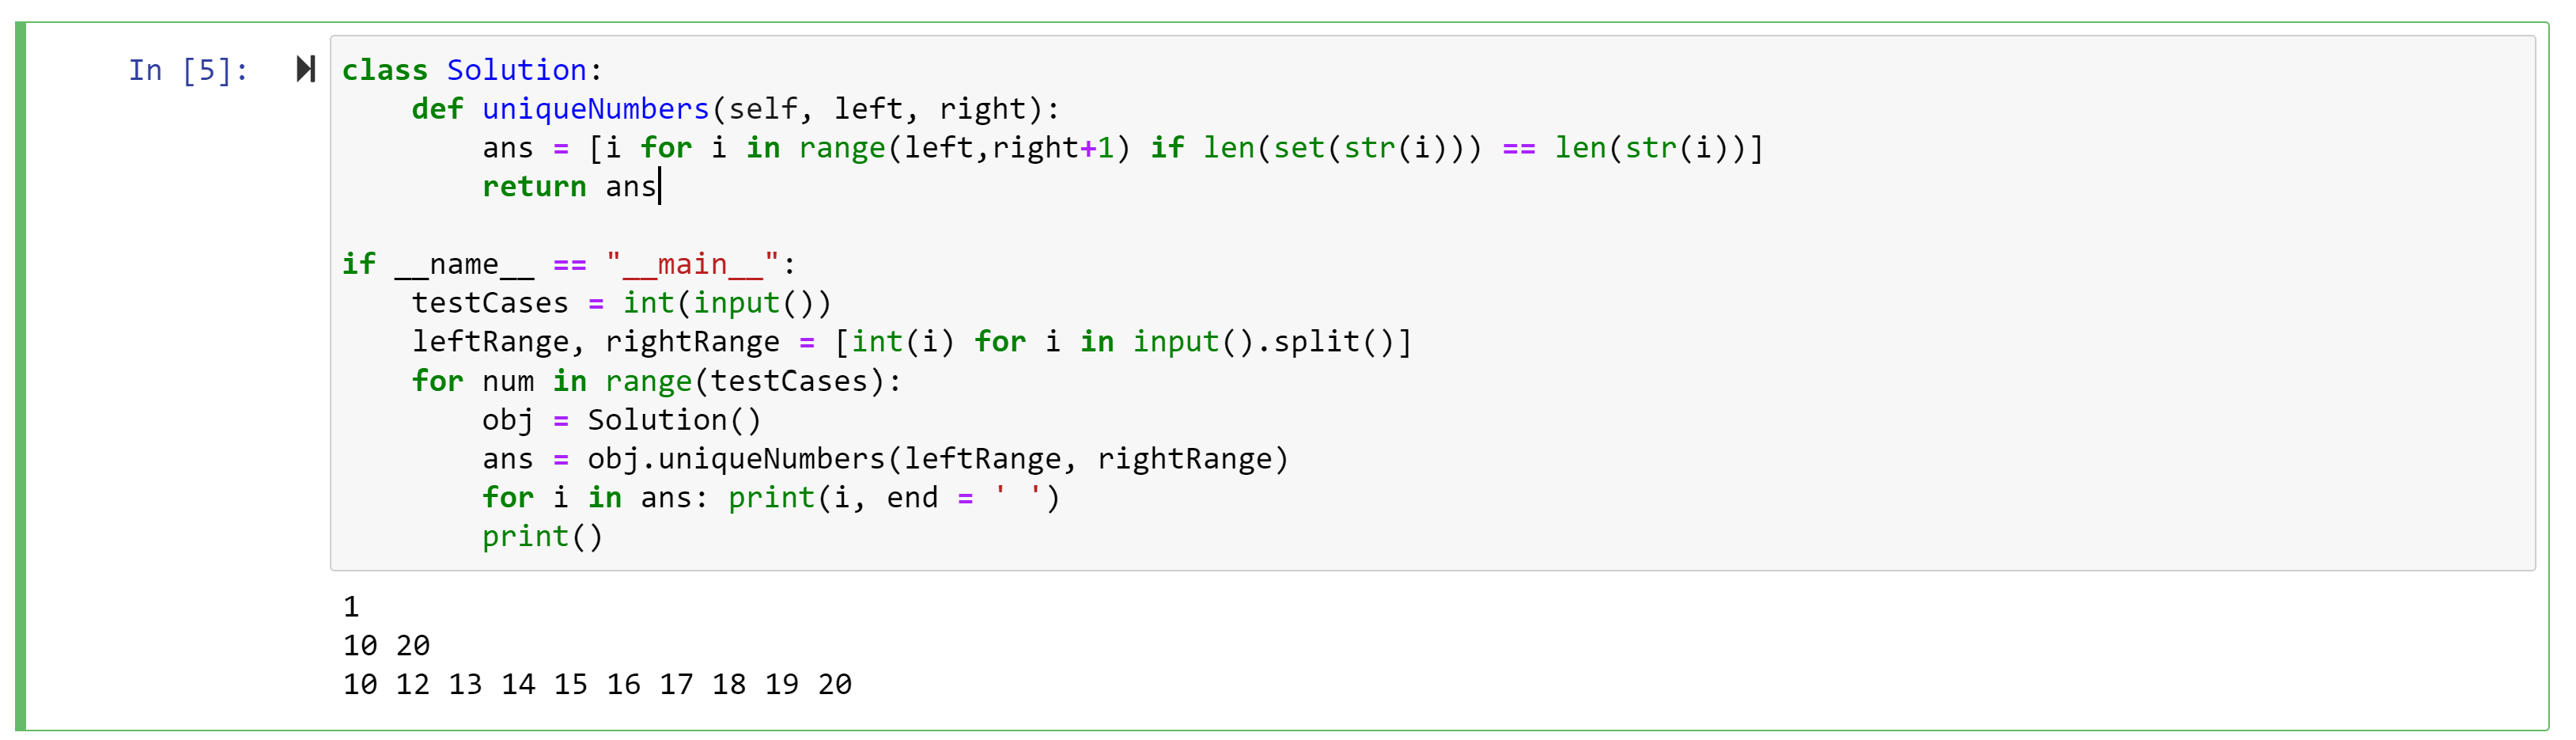 In [5]:
class Solution:
    def uniqueNumbers(self, left, right):
        ans = [i for i in range(left,right+1) if len(set(str(i))) == len(str(i))]
        return ans

if __name__ == "__main__":
    testCases = int(input())
    leftRange, rightRange = [int(i) for i in input().split()]
    for num in range(testCases):
        obj = Solution()
        ans = obj.uniqueNumbers(leftRange, rightRange)
        for i in ans: print(i, end = ' ')
        print()
1
10 20
10 12 13 14 15 16 17 18 19 20